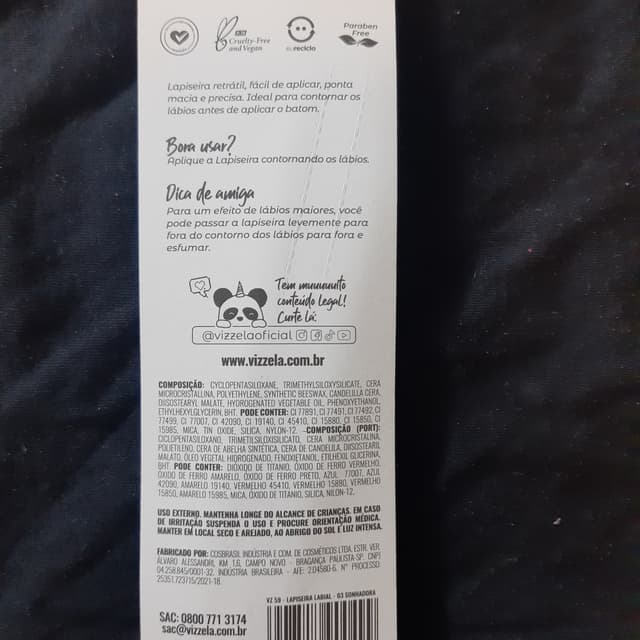 Cruelty-Free
and Vegan
eureciclo
Paraben
Free
Lapiseira retrátil, fácil de aplicar, ponta
macia e precisa. Ideal para contornar os
lábios antes de aplicar o batom.
Bora usar?
Aplique a Lapiseira contornando os lábios.
Dica de amiga
Para um efeito de lábios maiores, você
pode passar a lapiseira levemente para
fora do contorno dos lábios para fora e
esfumar.
Tem muuuuuito
conteúdo legal!
Curte lá:
@vizzelaoficial
www.vizzela.com.br
COMPOSIÇÃO: CYCLOPENTASILOXANE, TRIMETHYLSILOXYSILICATE, CERA
MICROCRISTALLINA, POLYETHYLENE, SYNTHETIC BEESWAX, CANDELILLA CERA,
DIISOSTEARYL MALATE, HYDROGENATED VEGETABLE OIL, PHENOXYETHANOL,
ETHYLHEXYLGLYCERIN, BHT. PODE CONTER: CI 77891, CI 77491, CI 77492, CI
77499, CI 77007, CI 42090, CI 19140, CI 45410, CI 15880, CI 15850, CI
15985, MICA, TIN OXIDE, SILICA, NYLON-12. -COMPOSIÇÃO (PORT):
CICLOPENTASILOXANO, TRIMETILSILOXISILICATO, CERA MICROCRISTALINA,
POLIETILENO, CERA DE ABELHA SINTÉTICA, CERA DE CANDELILA, DIISOSTEARIL
MALATO, ÓLEO VEGETAL HIDROGENADO, FENOXIETANOL, ETILHEXIL GLICERINA,
BHT. PODE CONTER: DIÓXIDO DE TITANIO, ÓXIDO DE FERRO VERMELHO,
ÓXIDO DE FERRO AMARELO, ÓXIDO DE FERRO PRETO, AZUL 77007, AZUL
42090, AMARELO 19140, VERMELHO 45410, VERMELHO 15880, VERMELHO
15850, AMARELO 15985, MICA, ÓXIDO DE TITANIO, SILICA, NILON-12.
USO EXTERNO. MANTENHA LONGE DO ALCANCE DE CRIANÇAS. EM CASO
DE IRRITAÇÃO SUSPENDA O USO E PROCURE ORIENTAÇÃO MÉDICA.
MANTER EM LOCAL SECO E AREJADO, AO ABRIGO DO SOL E LUZ INTENSA.
FABRICADO POR: COSBRASIL INDÚSTRIA E COM. DE COSMÉTICOS LTDA. ESTR. VER.
ÁLVARO ALESSANDRI, KM 1,6, CAMPO NOVO - BRAGANÇA PAULISTA-SP. CNPJ
04.258.845/0001-32. INDÚSTRIA BRASILEIRA - AFE: 2.04580-6. Nº PROCESSO
25351.723715/2021-18.
VZ 59 - LAPISEIRA LABIAL - 03 SONHADORA
SAC: 0800 771 3174
sac@vizzela.com.br